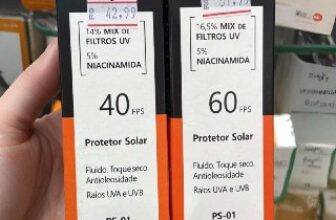 R 42,99
14% MIX DE
FILTROS UV
5%
NIACINAMIDA
40 FPS
Protetor Solar
Fluido. Toque seco.
Antioleosidade
Raios UVA e UVB
PS-01
16,5% MIX
DE FILTROS UV
5%
NIACINAMIDA
60 FPS
Protetor Solar
Fluido. Toque seco.
Antioleosidade
Raios UVA e UVB
PS-01